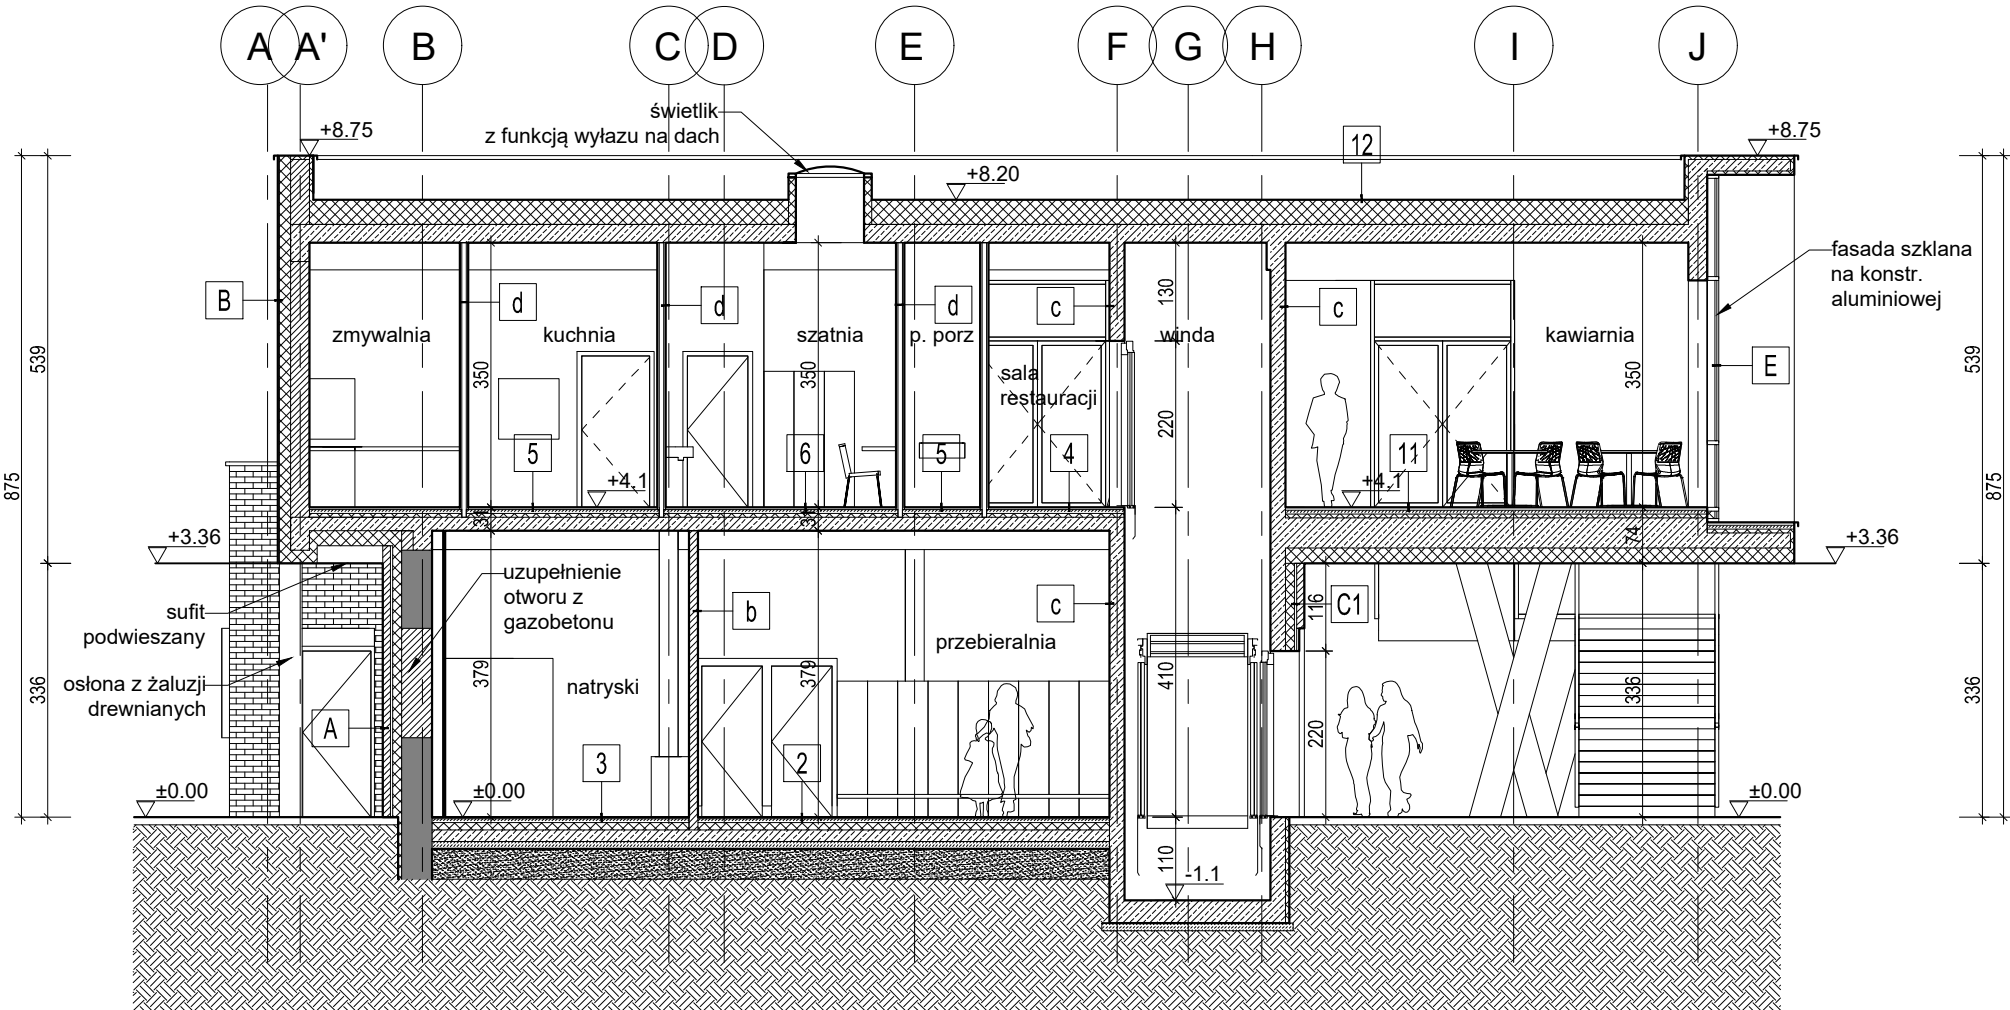 A A' B C D E F G H I J
świetlik
z funkcją wyłazu na dach
+8.75
+8.20
12
+8.75
B
d
d
d
c
c
fasada szklana
na konstr.
aluminiowej
E
zmywalnia
kuchnia
szatnia
p. porz
winda
kawiarnia
sala
restauracji
130
350
350
350
220
539
539
875
875
5
6
5
4
11
+4.1
+4.1
31
31
74
+3.36
+3.36
sufit
podwieszany
osłona z żaluzji
drewnianych
uzupełnienie
otworu z
gazobetonu
b
c
C1
116
przebieralnia
natryski
379
379
410
336
336
336
220
A
3
2
±0.00
±0.00
±0.00
110
-1.1